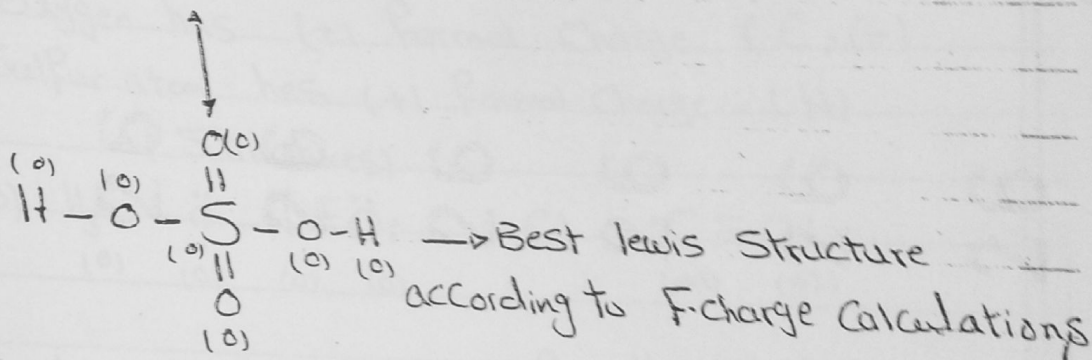 O(0)
(0) (0) ||
H - O - S - O - H → Best lewis Structure
(0) || (0) (0) according to F.charge Calculations
O
(0)